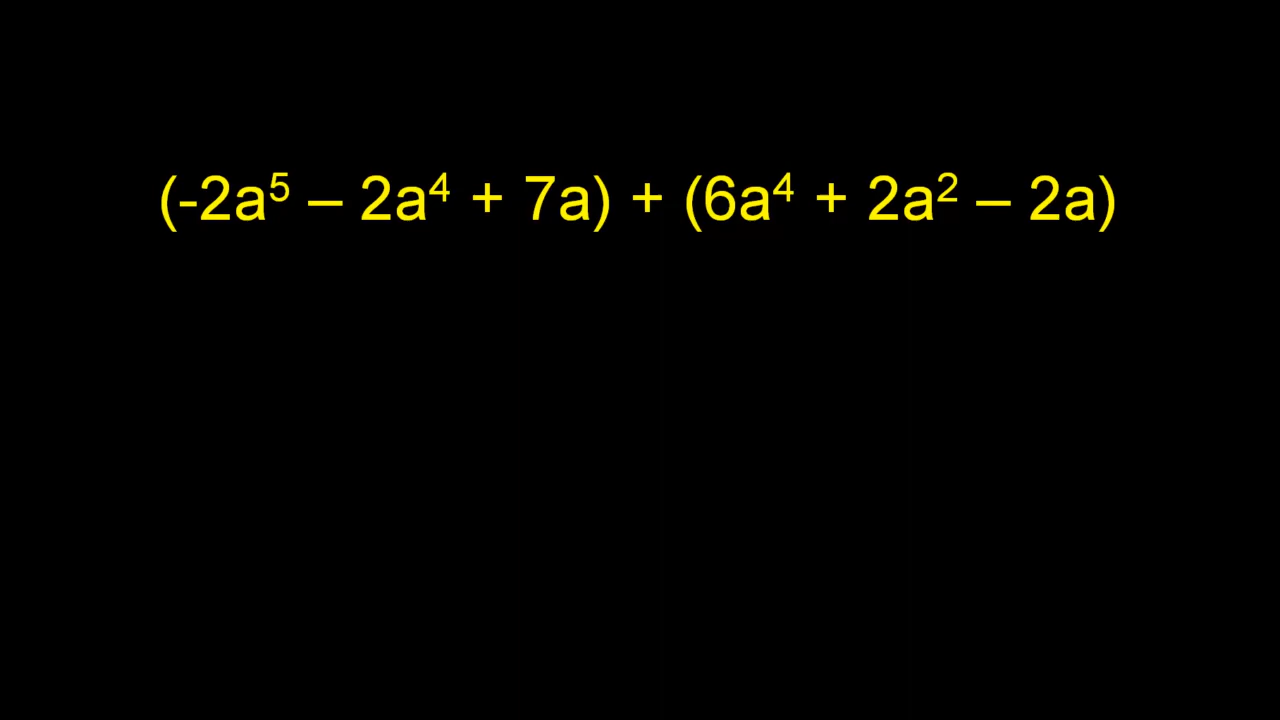 (-2a⁵ – 2a⁴ + 7a) + (6a⁴ + 2a² – 2a)